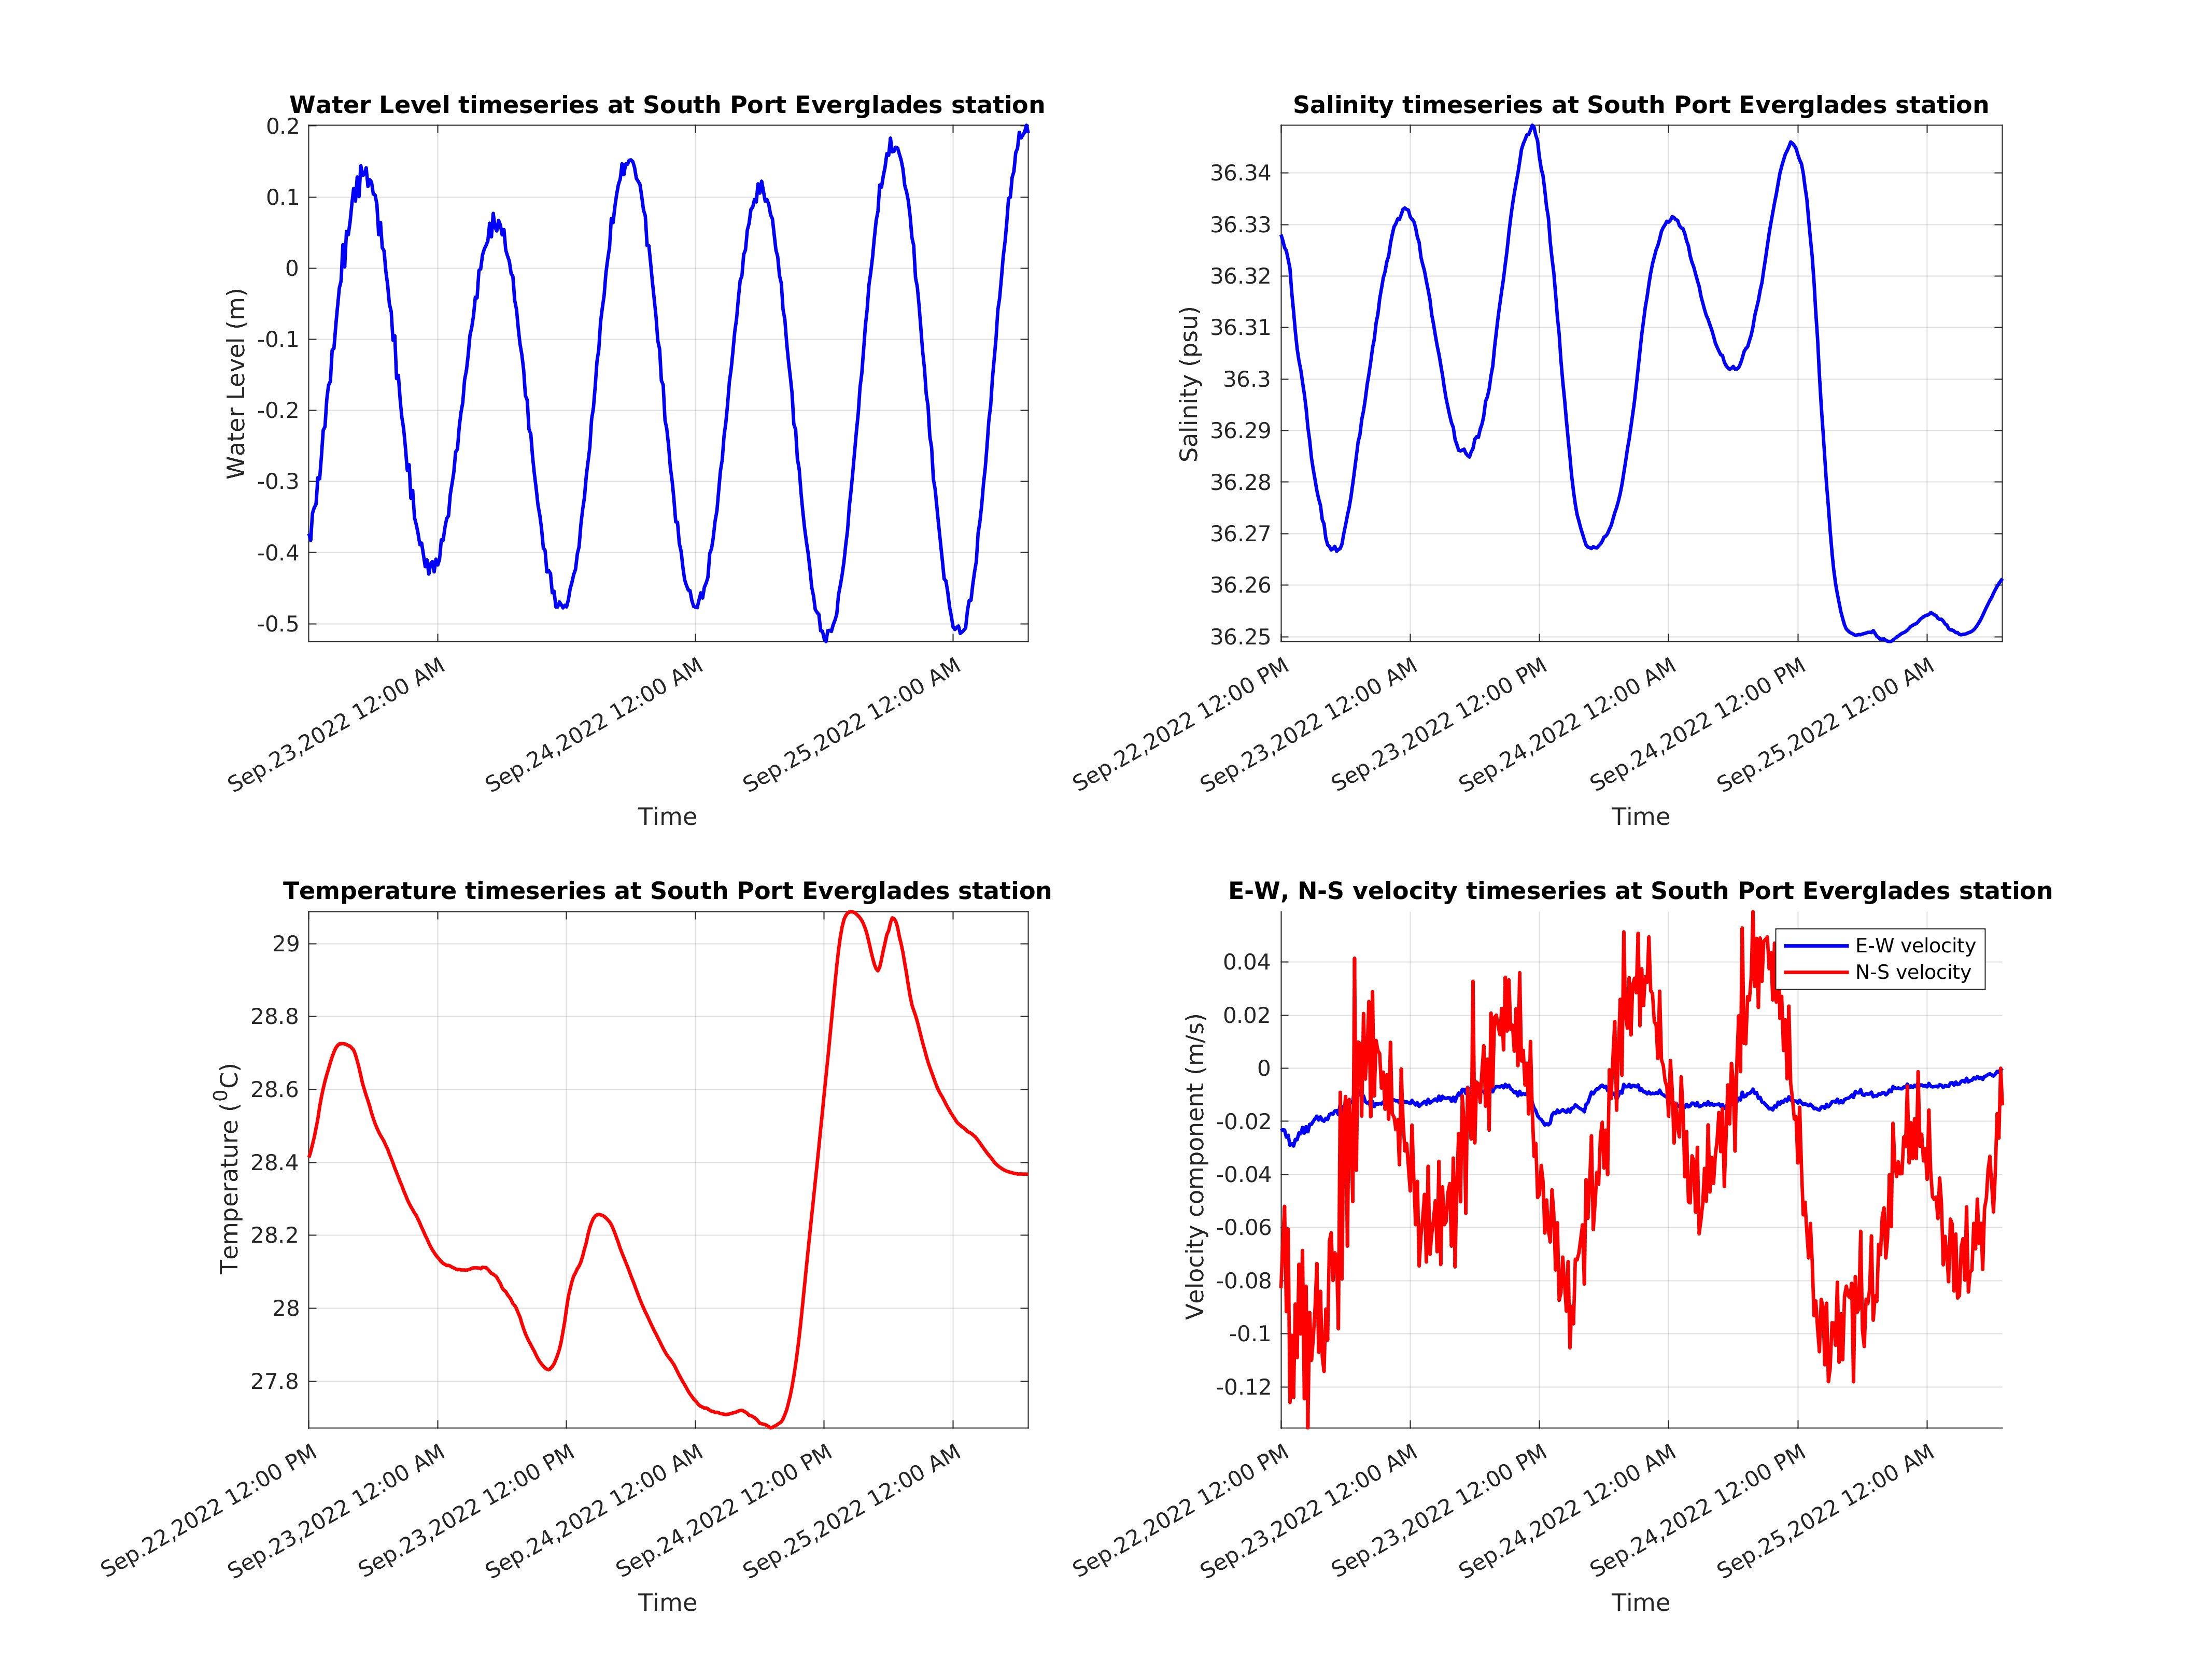 Water Level timeseries at South Port Everglades station
Water Level (m)
0.2
0.1
0
-0.1
-0.2
-0.3
-0.4
-0.5
Sep.23,2022 12:00 AM
Sep.24,2022 12:00 AM
Sep.25,2022 12:00 AM
Time
Salinity timeseries at South Port Everglades station
Salinity (psu)
36.34
36.33
36.32
36.31
36.3
36.29
36.28
36.27
36.26
36.25
Sep.22,2022 12:00 PM
Sep.23,2022 12:00 AM
Sep.23,2022 12:00 PM
Sep.24,2022 12:00 AM
Sep.24,2022 12:00 PM
Sep.25,2022 12:00 AM
Time
Temperature timeseries at South Port Everglades station
Temperature (⁰C)
29
28.8
28.6
28.4
28.2
28
27.8
Sep.22,2022 12:00 PM
Sep.23,2022 12:00 AM
Sep.23,2022 12:00 PM
Sep.24,2022 12:00 AM
Sep.24,2022 12:00 PM
Sep.25,2022 12:00 AM
Time
E-W, N-S velocity timeseries at South Port Everglades station
E-W velocity
N-S velocity
Velocity component (m/s)
0.04
0.02
0
-0.02
-0.04
-0.06
-0.08
-0.1
-0.12
Sep.22,2022 12:00 PM
Sep.23,2022 12:00 AM
Sep.23,2022 12:00 PM
Sep.24,2022 12:00 AM
Sep.24,2022 12:00 PM
Sep.25,2022 12:00 AM
Time